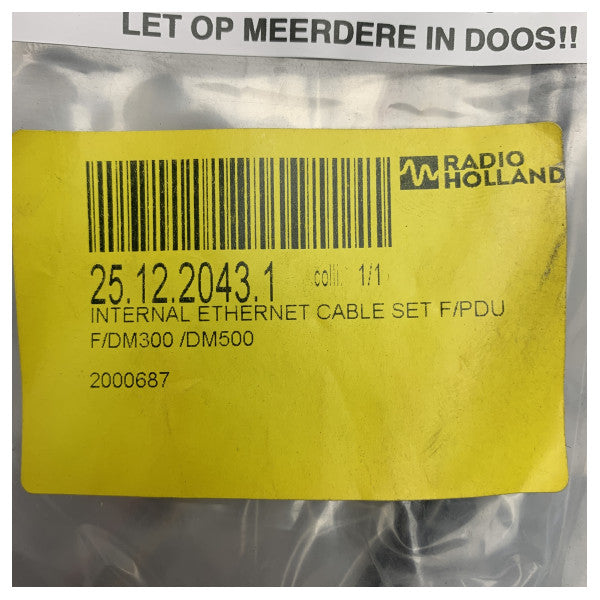 LET OP MEERDERE IN DOOS!!
RADIO
HOLLAND
25.12.2043.1 colli: 1/1
INTERNAL ETHERNET CABLE SET F/PDU
F/DM300 /DM500
2000687